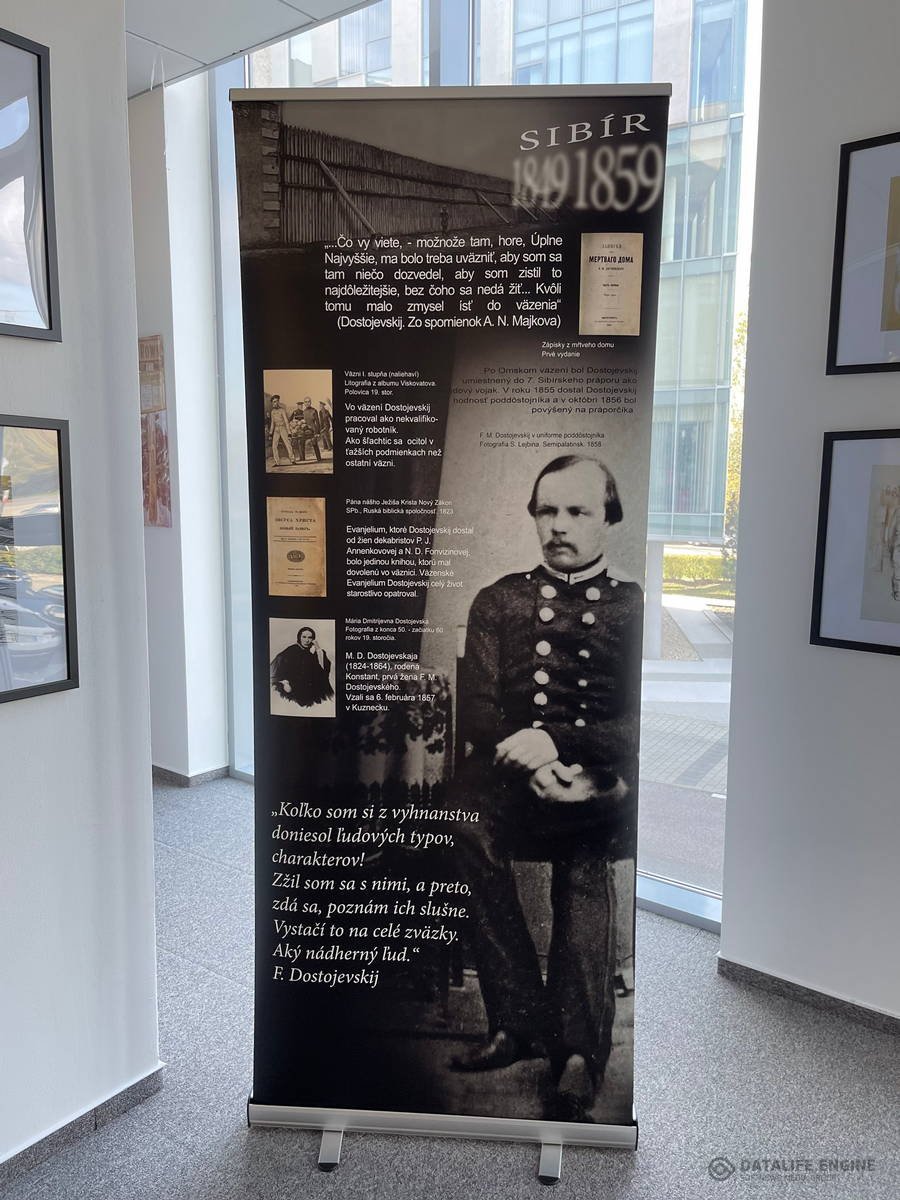 SIBÍR
1849 1859
„...Čo vy viete, - možnože tam, hore, Úplne
Najvyššie, ma bolo treba uväzniť, aby som sa
tam niečo dozvedel, aby som zistil to
najdôležitejšie, bez čoho sa nedá žiť... Kvôli
tomu malo zmysel ísť do väzenia“
(Dostojevskij. Zo spomienok A. N. Majkova)
МЕРТВАГО ДОМА
Zápisky z mŕtveho domu
Prvé vydanie
Po Omskom väzení bol Dostojevskij
umiestnený do 7. Sibírskeho práporu ako
vojak. V roku 1855 dostal Dostojevskij
hodnosť poddôstojníka a v októbri 1856 bol
povýšený na práporčíka
F. M. Dostojevskij v uniforme poddôstojníka
Fotografia S. Lejbina. Semipalatinsk. 1858
Väzni I. stupňa (naliehaví)
Litografia z albumu Viskovatova.
Polovica 19. stor.
Vo väzení Dostojevskij
pracoval ako nekvalifiko-
vaný robotník.
Ako šľachtic sa ocitol v
ťažších podmienkach než
ostatní väzni.
Pána nášho Ježiša Krista Nový Zákon
SPb., Ruská biblická spoločnosť. 1823
Evanjelium, ktoré Dostojevskij dostal
od žien dekabristov P. J.
Annenkovovej a N. D. Fonvizinovej,
bolo jedinou knihou, ktorú mal
dovolenú vo väznici. Väzenské
Evanjelium Dostojevskij celý život
starostlivo opatroval.
Mária Dmitrijevna Dostojevska
Fotografia z konca 50. - začiatku 60.
rokov 19. storočia.
M. D. Dostojevskaja
(1824-1864), rodená
Konstant, prvá žena F. M.
Dostojevského.
Vzali sa 6. februára 1857
v Kuznecku.
„Koľko som si z vyhnanstva
doniesol ľudových typov,
charakterov!
Zžil som sa s nimi, a preto,
zdá sa, poznám ich slušne.
Vystačí to na celé zväzky.
Aký nádherný ľud.“
F. Dostojevskij
DATALIFE ENGINE
SOFTNEWS MEDIA GROUP